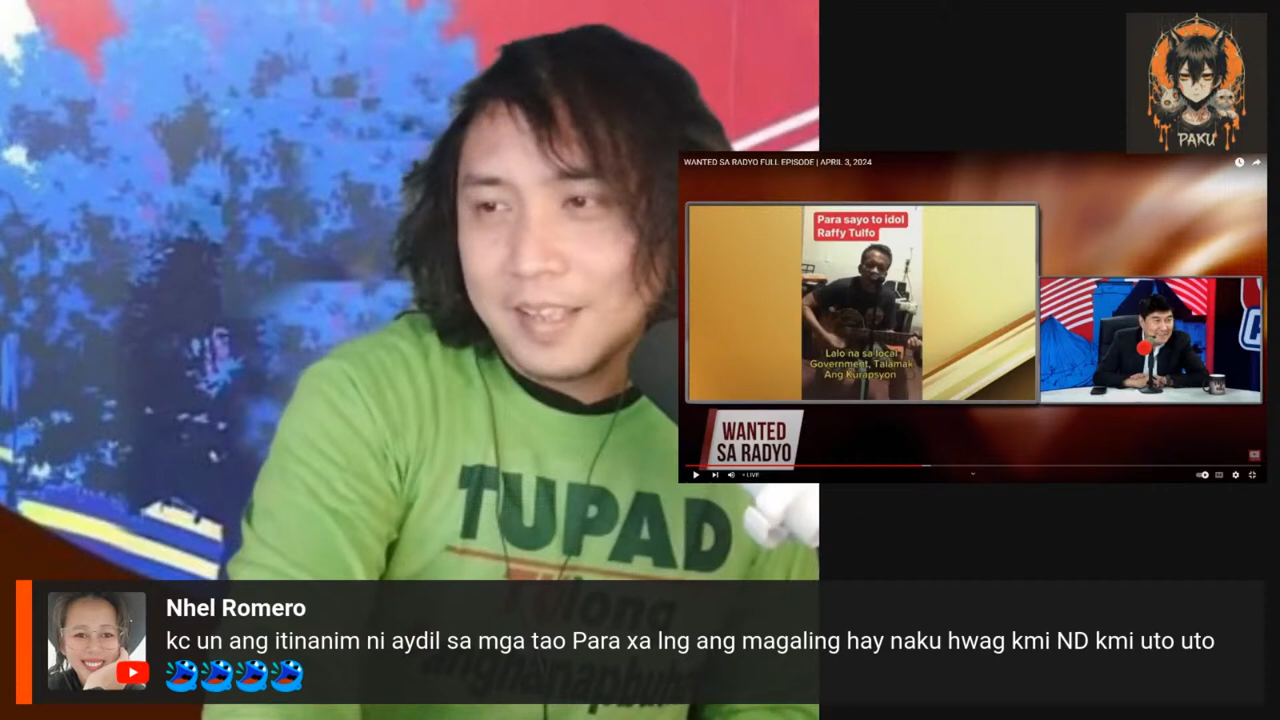 PAKU
WANTED SA RADYO FULL EPISODE | APRIL 3, 2024
Para sayo to idol
Raffy Tulfo
Lalo na sa local
Government, Talamak
Ang Kurapsyon
WANTED
SA RADYO
• LIVE
TUPAD
Tulong
Nhel Romero
kc un ang itinanim ni aydil sa mga tao Para xa lng ang magaling hay naku hwag kmi ND kmi uto uto